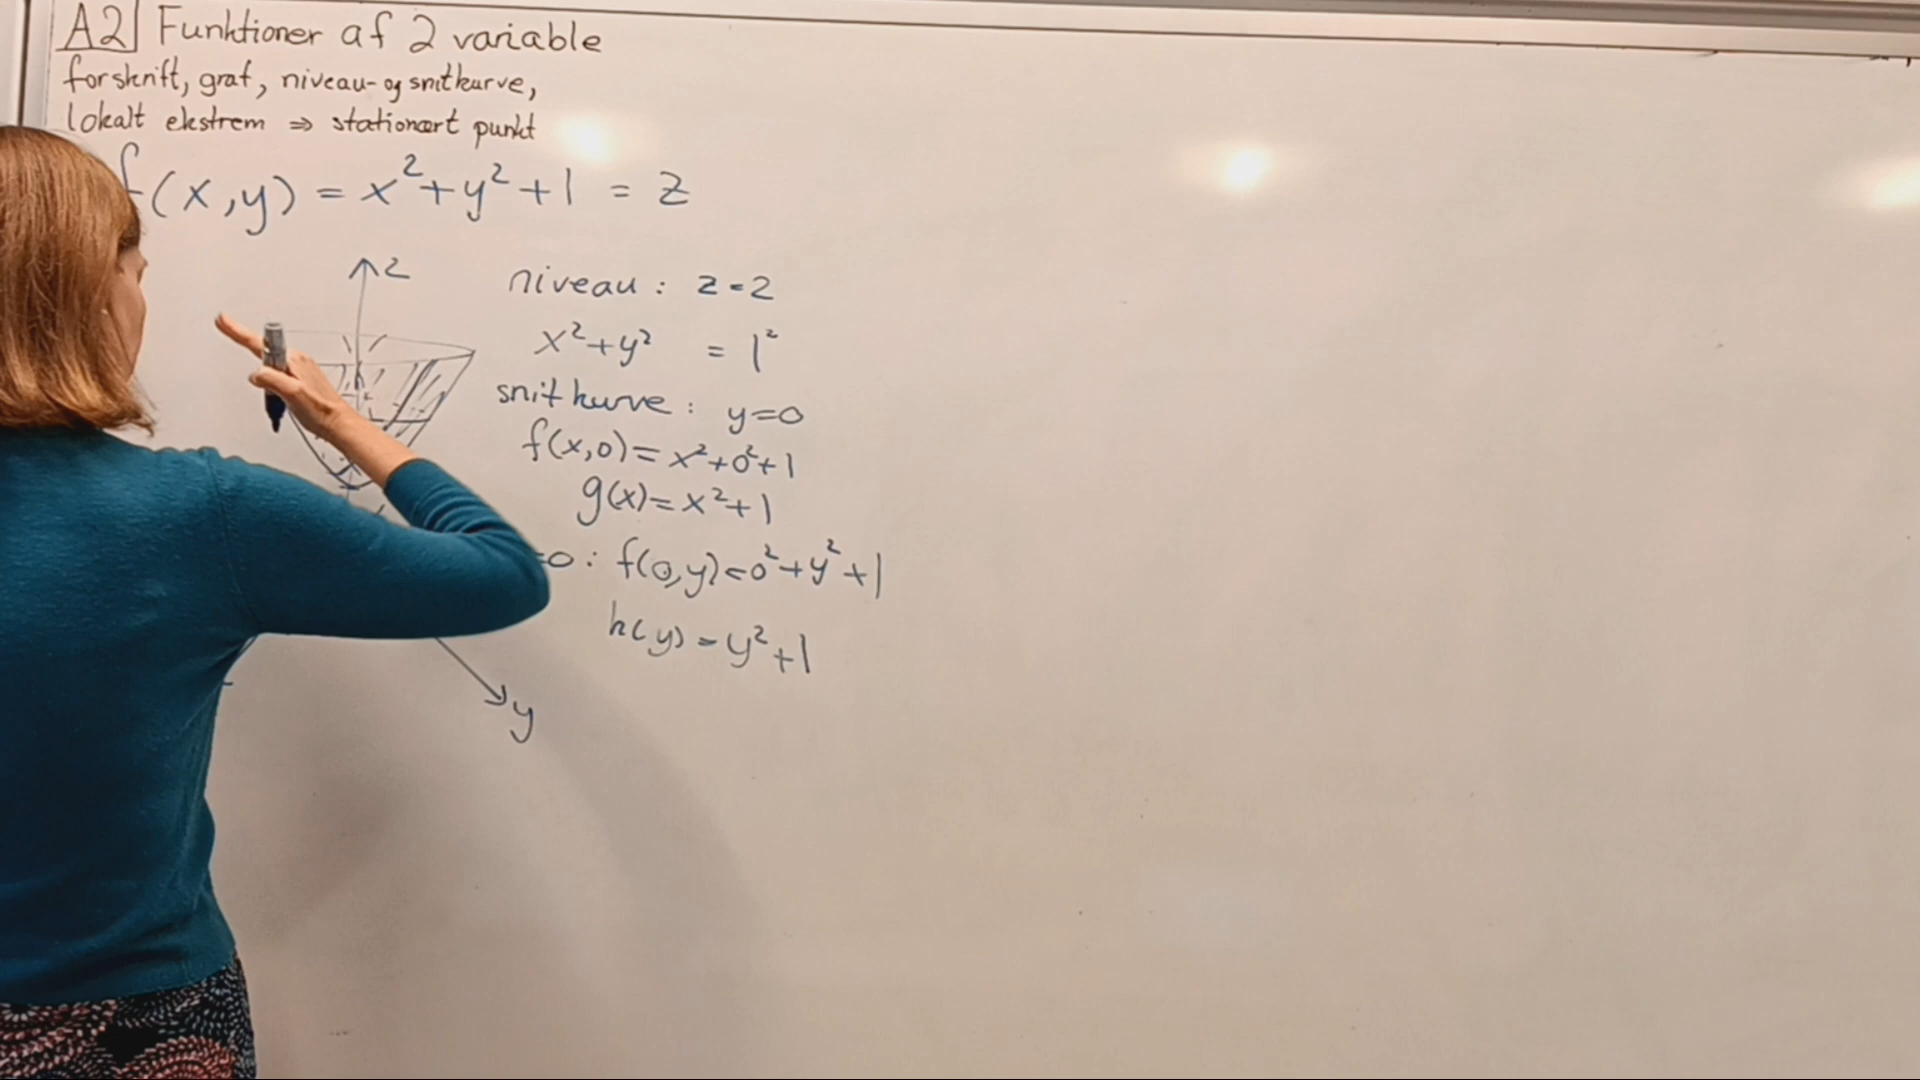 A2 Funktioner af 2 variable
forskrift, graf, niveau- og snitkurve,
lokalt ekstrem ⇒ stationært punkt
f(x,y) = x²+y²+1 = z
z
niveau: z=2
x²+y² = 1²
snitkurve: y=0
f(x,0)=x²+0²+1
g(x)=x²+1
=0: f(0,y)=0²+y²+1
h(y)=y²+1
y